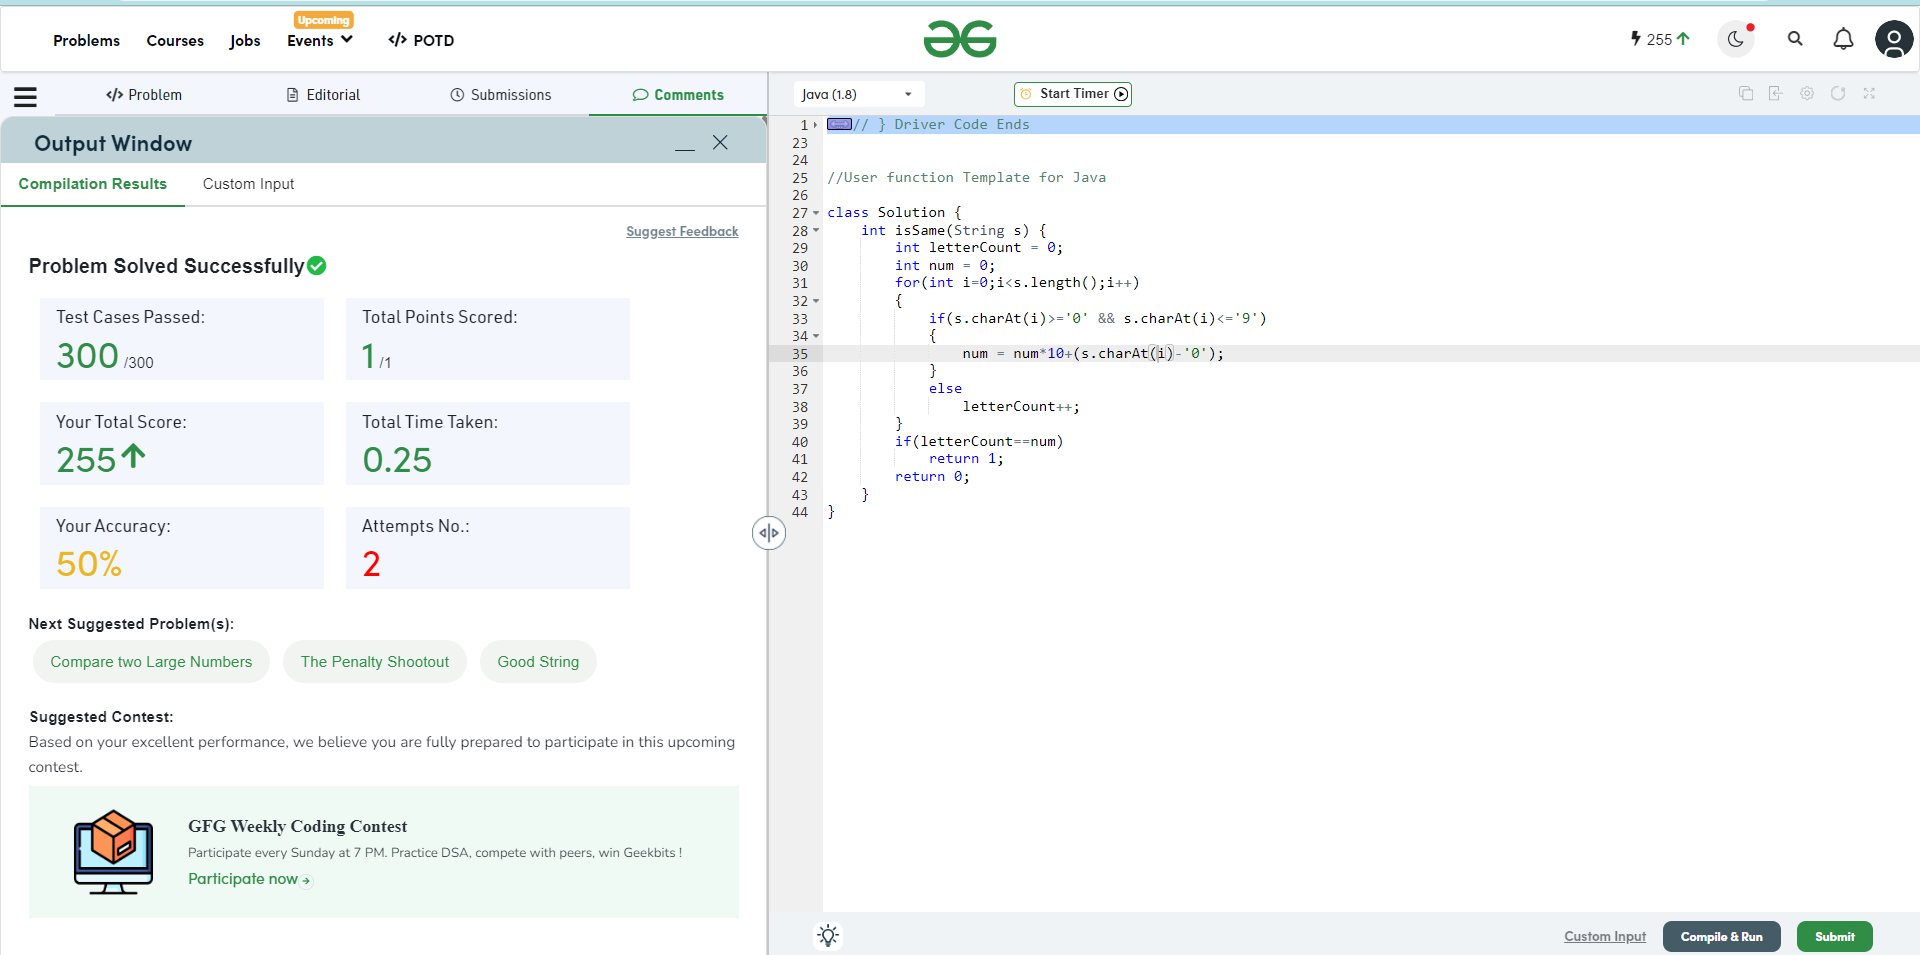 Problems
Courses
Jobs
Upcoming
Events
</> POTD
255
Problem
Editorial
Submissions
Comments
Output Window
Compilation Results
Custom Input
Suggest Feedback
Problem Solved Successfully
Test Cases Passed:
300 /300
Total Points Scored:
1 /1
Your Total Score:
255
Total Time Taken:
0.25
Your Accuracy:
50%
Attempts No.:
2
Next Suggested Problem(s):
Compare two Large Numbers
The Penalty Shootout
Good String
Suggested Contest:
Based on your excellent performance, we believe you are fully prepared to participate in this upcoming
contest.
GFG Weekly Coding Contest
Participate every Sunday at 7 PM. Practice DSA, compete with peers, win Geekbits !
Participate now
Java (1.8)
Start Timer
1 // } Driver Code Ends
23
24
25 //User function Template for Java
26
27 class Solution {
28     int isSame(String s) {
29         int letterCount = 0;
30         int num = 0;
31         for(int i=0;i<s.length();i++)
32         {
33             if(s.charAt(i)>='0' && s.charAt(i)<='9')
34             {
35                 num = num*10+(s.charAt(i)-'0');
36             }
37             else
38                 letterCount++;
39         }
40         if(letterCount==num)
41             return 1;
42         return 0;
43     }
44 }
Custom Input
Compile & Run
Submit